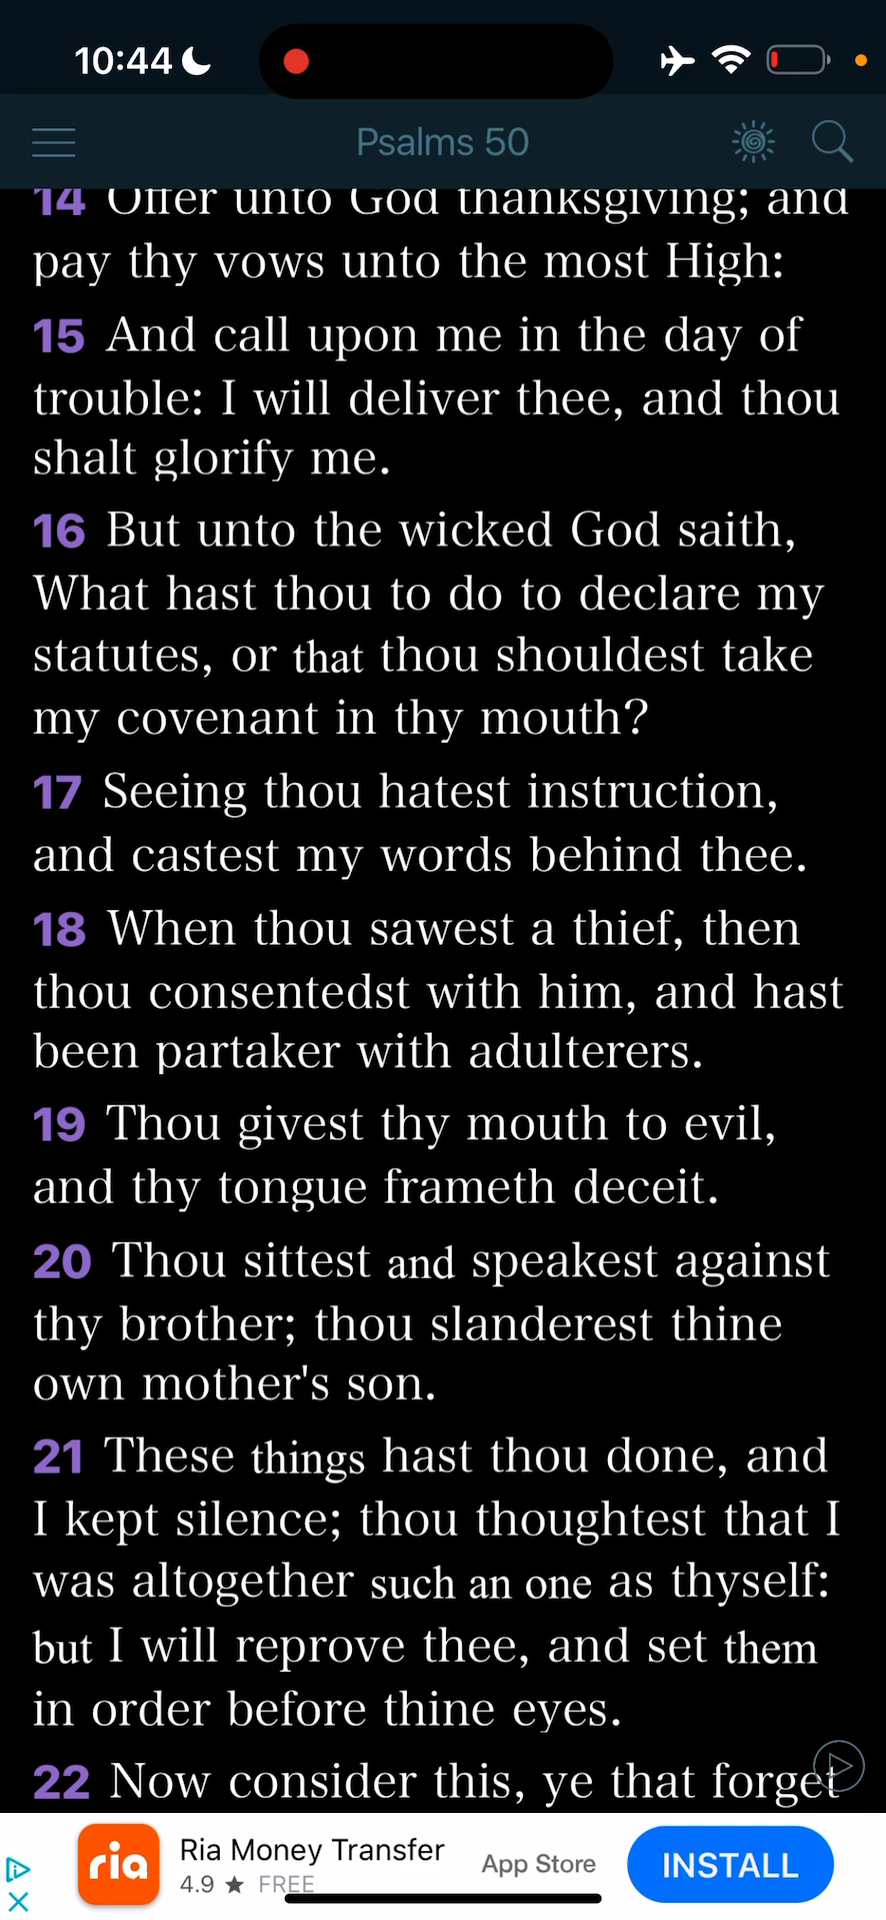 10:44
Psalms 50
14 Offer unto God thanksgiving; and
pay thy vows unto the most High:
15 And call upon me in the day of
trouble: I will deliver thee, and thou
shalt glorify me.
16 But unto the wicked God saith,
What hast thou to do to declare my
statutes, or that thou shouldest take
my covenant in thy mouth?
17 Seeing thou hatest instruction,
and castest my words behind thee.
18 When thou sawest a thief, then
thou consentedst with him, and hast
been partaker with adulterers.
19 Thou givest thy mouth to evil,
and thy tongue frameth deceit.
20 Thou sittest and speakest against
thy brother; thou slanderest thine
own mother's son.
21 These things hast thou done, and
I kept silence; thou thoughtest that I
was altogether such an one as thyself:
but I will reprove thee, and set them
in order before thine eyes.
22 Now consider this, ye that forget
ria
Ria Money Transfer
4.9 ★ FREE
App Store
INSTALL